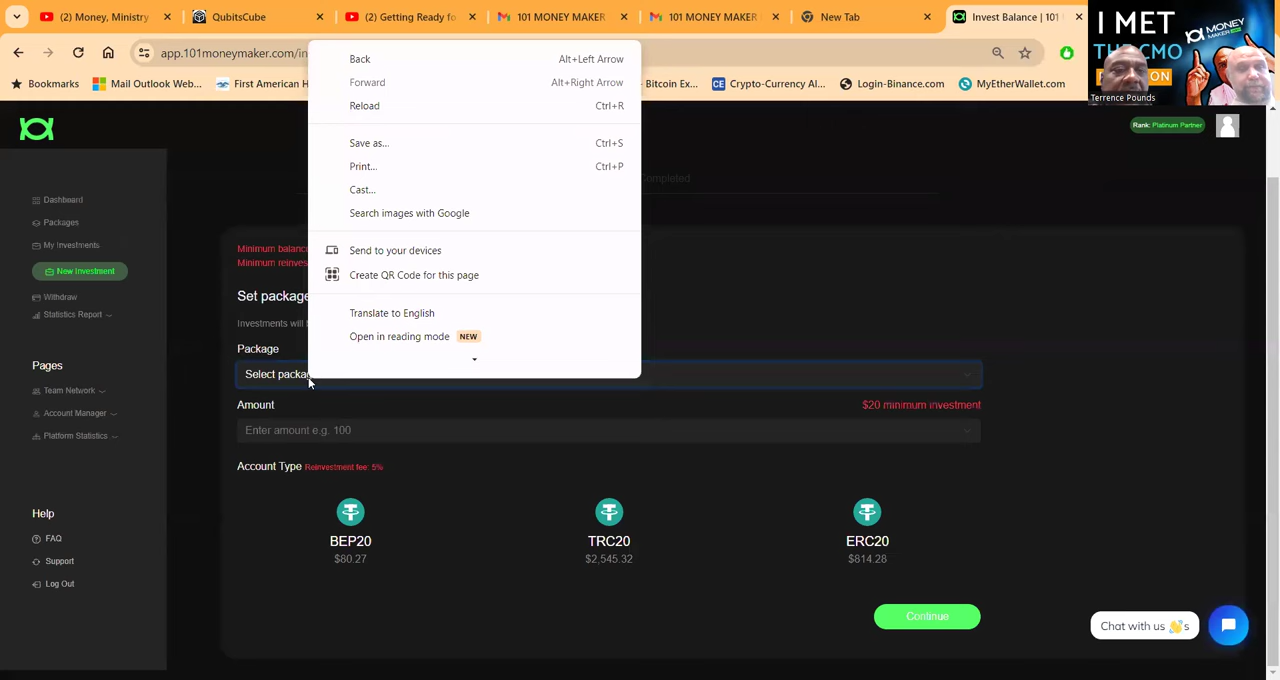 (2) Money, Ministry
QubitsCube
(2) Getting Ready fo
101 MONEY MAKER
101 MONEY MAKER
New Tab
Invest Balance | 101
app.101moneymaker.com/in
Bookmarks
Mail Outlook Web...
First American H
Bitcoin Ex...
Crypto-Currency Al...
Login-Binance.com
MyEtherWallet.com
I MET
MONEY
MAKER
Terrence Pounds
Rank: Platinum Partner
Back Alt+Left Arrow
Forward Alt+Right Arrow
Reload Ctrl+R
Save as... Ctrl+S
Print... Ctrl+P
Cast...
Search images with Google
Send to your devices
Create QR Code for this page
Translate to English
Open in reading mode NEW
Dashboard
Packages
My Investments
New Investment
Withdraw
Statistics Report
Pages
Team Network
Account Manager
Platform Statistics
Help
FAQ
Support
Log Out
Completed
Minimum balanc
Minimum reinves
Set package
Investments will
Package
Select packag
Amount $20 minimum investment
Enter amount e.g. 100
Account Type Reinvestment fee: 5%
BEP20 TRC20 ERC20
$80.27 $2,545.32 $814.28
Continue
Chat with us 👋s